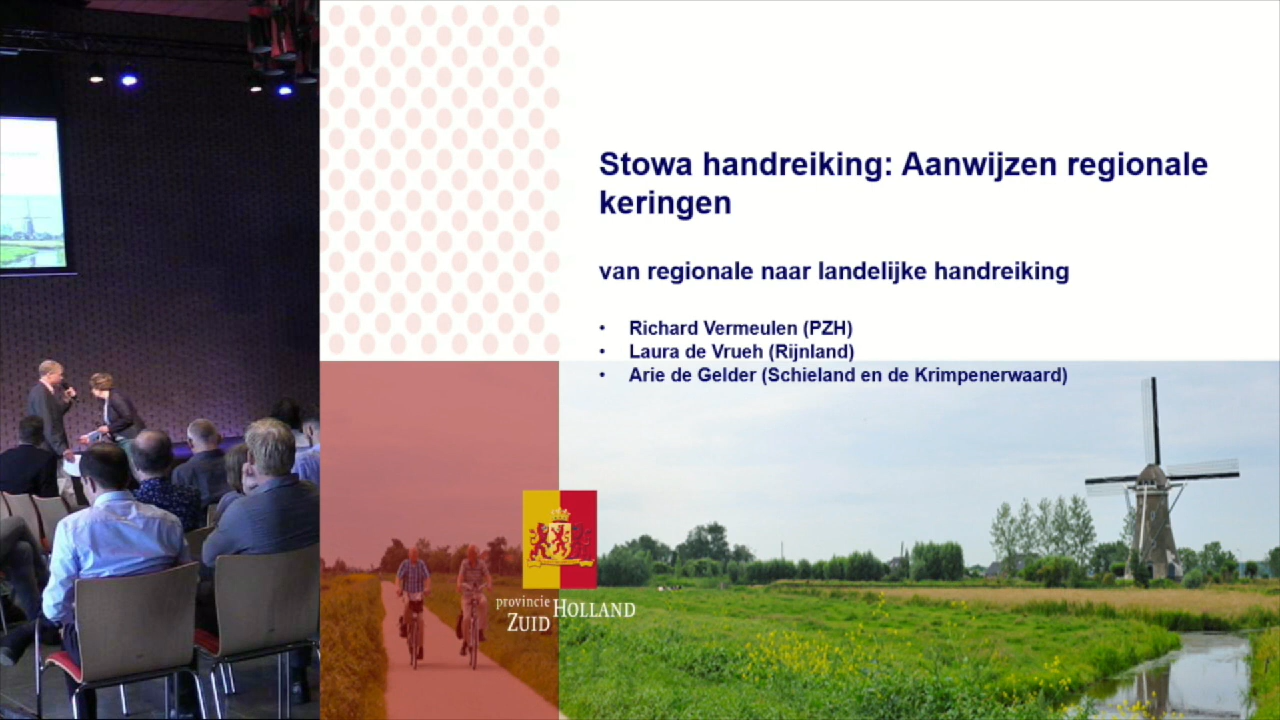 Stowa handreiking: Aanwijzen regionale
keringen
van regionale naar landelijke handreiking
• Richard Vermeulen (PZH)
• Laura de Vrueh (Rijnland)
• Arie de Gelder (Schieland en de Krimpenerwaard)
provincie HOLLAND
ZUID